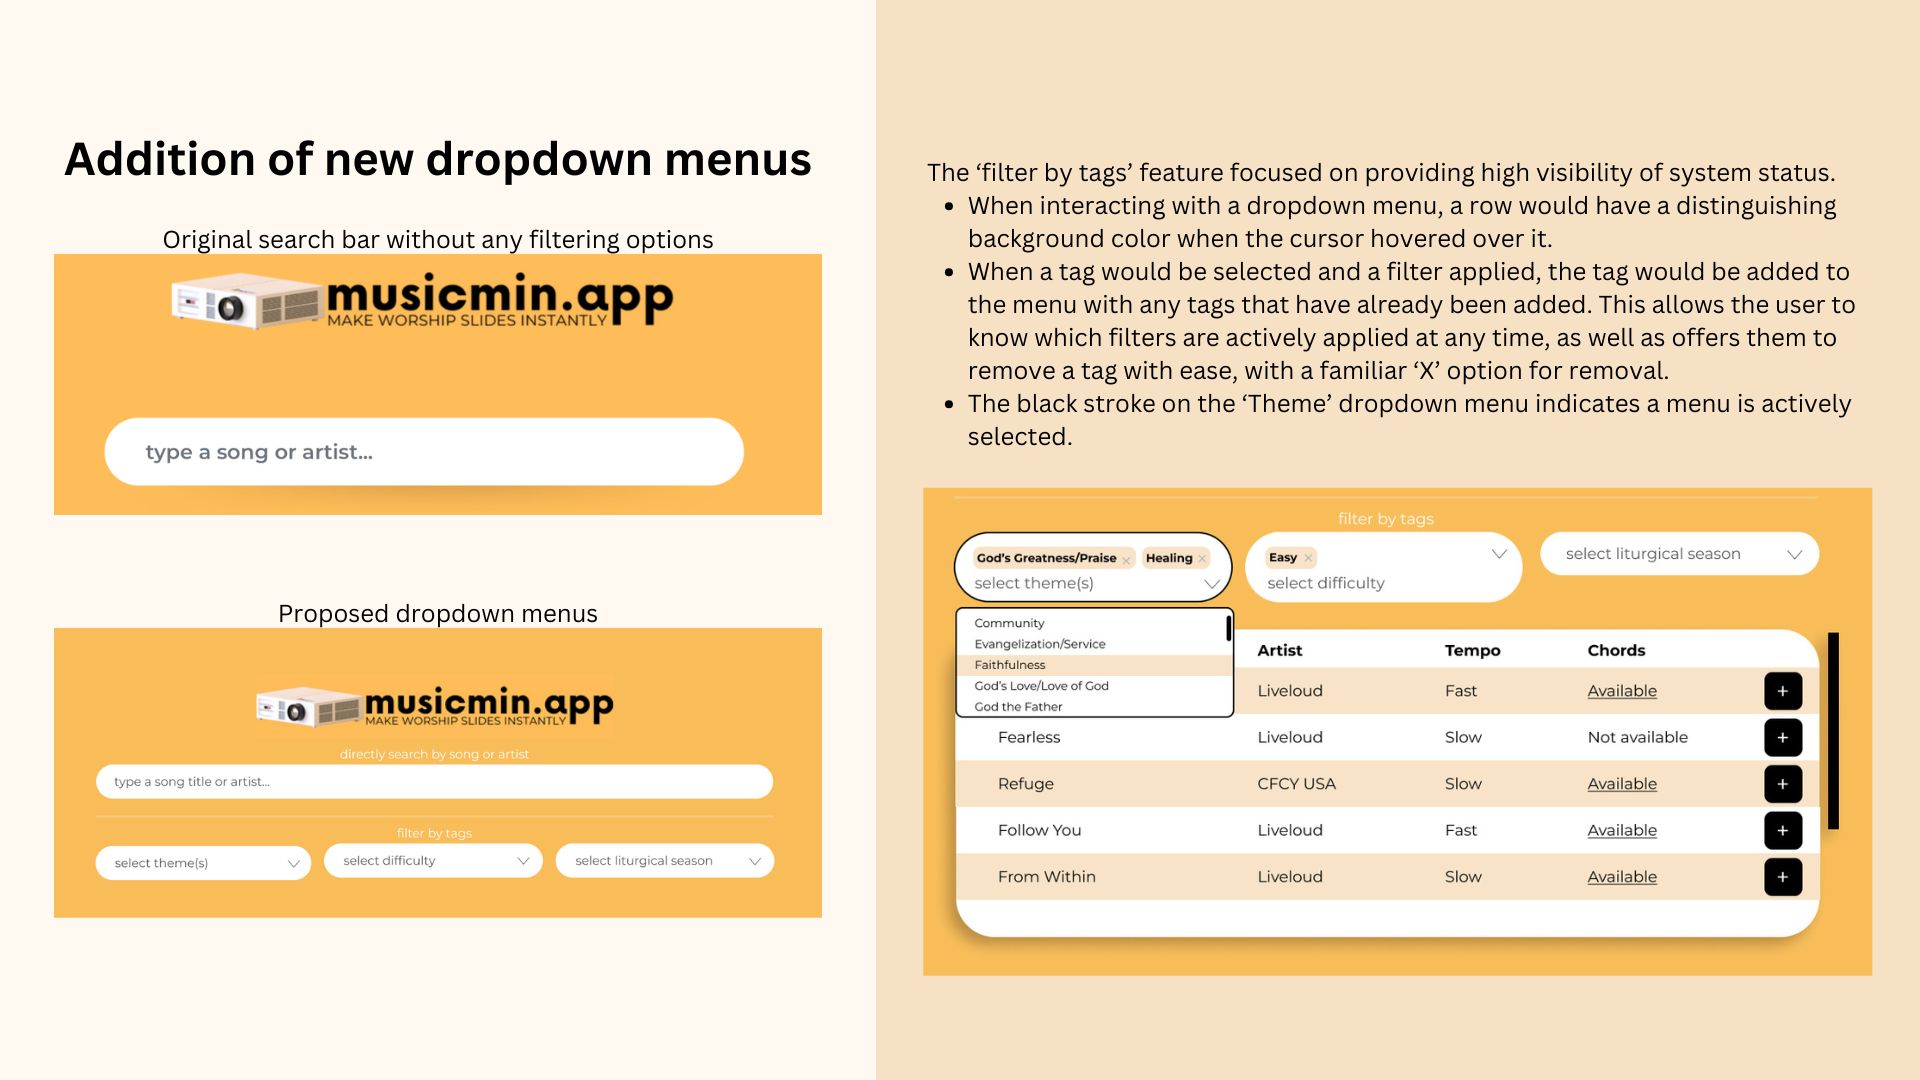 Addition of new dropdown menus
Original search bar without any filtering options
musicmin.app
MAKE WORSHIP SLIDES INSTANTLY
type a song or artist...
Proposed dropdown menus
musicmin.app
MAKE WORSHIP SLIDES INSTANTLY
directly search by song or artist
type a song title or artist...
filter by tags
select theme(s)
select difficulty
select liturgical season
The ‘filter by tags’ feature focused on providing high visibility of system status.
• When interacting with a dropdown menu, a row would have a distinguishing
background color when the cursor hovered over it.
• When a tag would be selected and a filter applied, the tag would be added to
the menu with any tags that have already been added. This allows the user to
know which filters are actively applied at any time, as well as offers them to
remove a tag with ease, with a familiar ‘X’ option for removal.
• The black stroke on the ‘Theme’ dropdown menu indicates a menu is actively
selected.
filter by tags
God's Greatness/Praise × Healing ×
select theme(s)
Easy ×
select difficulty
select liturgical season
Community
Evangelization/Service
Faithfulness
God's Love/Love of God
God the Father
Artist Tempo Chords
Liveloud Fast Available +
Fearless Liveloud Slow Not available +
Refuge CFCY USA Slow Available +
Follow You Liveloud Fast Available +
From Within Liveloud Slow Available +